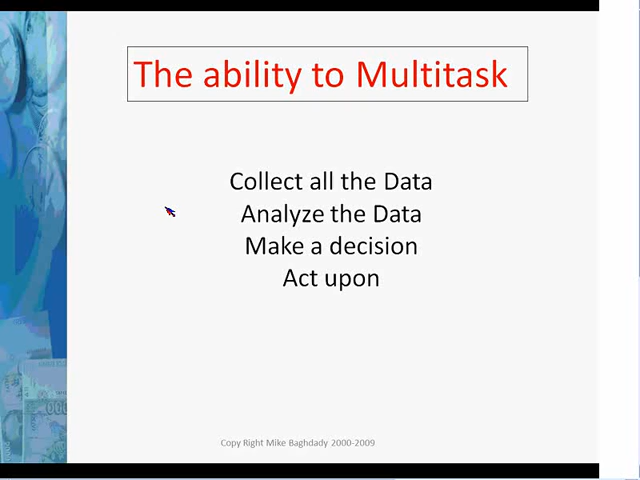 The ability to Multitask
Collect all the Data
Analyze the Data
Make a decision
Act upon
Copy Right Mike Baghdady 2000-2009